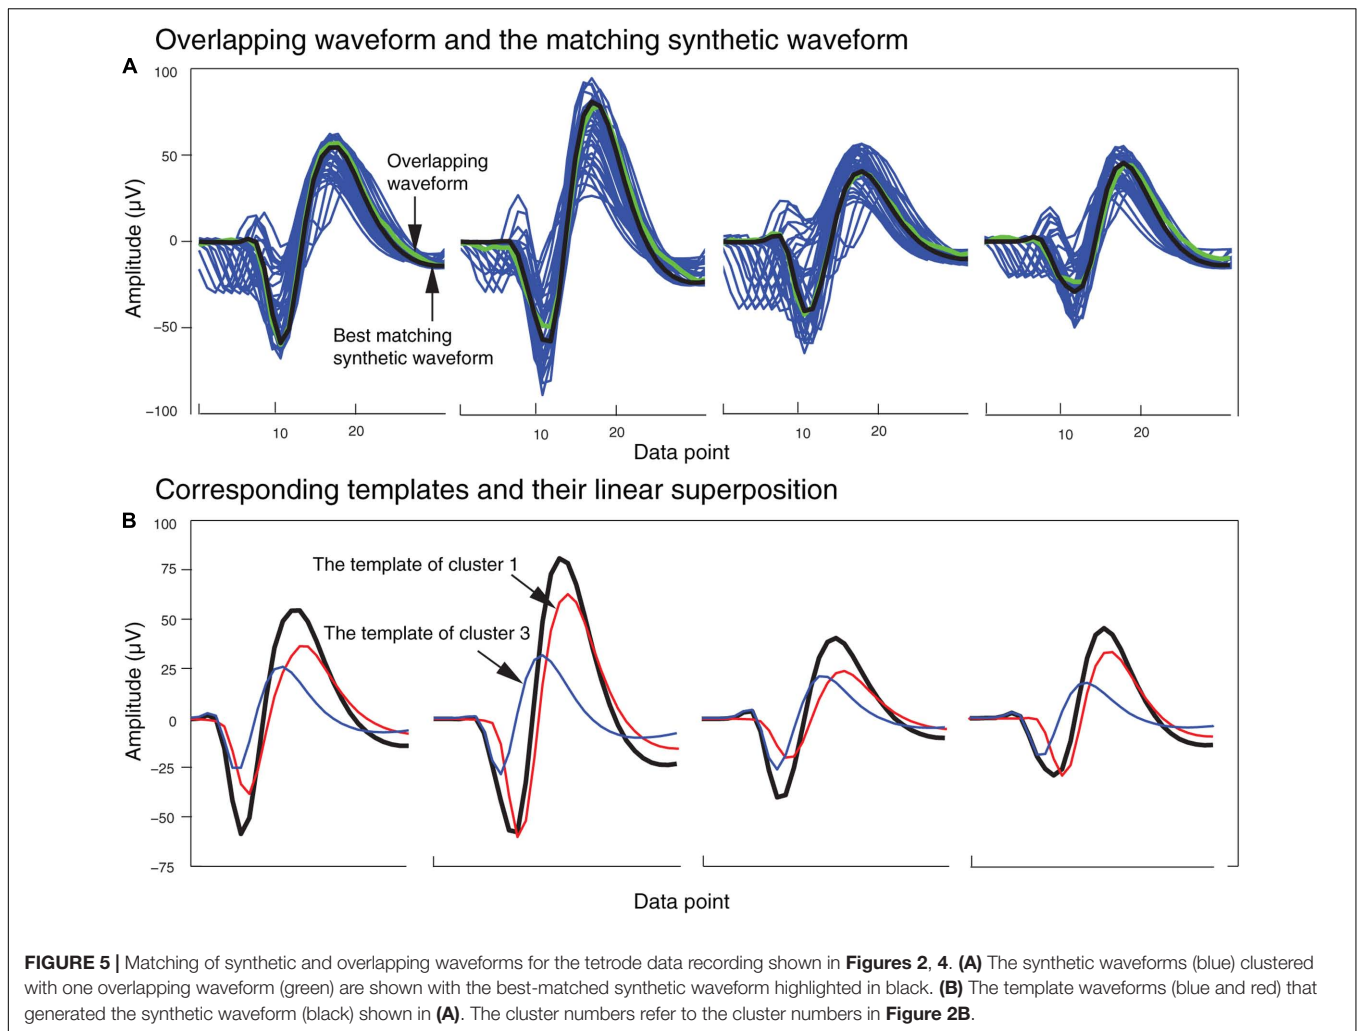 Overlapping waveform and the matching synthetic waveform
A
100
50
0
−50
−100
Amplitude (µV)
Overlapping
waveform
Best matching
synthetic waveform
10
20
10
20
10
20
10
20
Data point
Corresponding templates and their linear superposition
B
100
75
50
25
0
−25
−50
−75
Amplitude (µV)
The template of cluster 1
The template of cluster 3
Data point
FIGURE 5 | Matching of synthetic and overlapping waveforms for the tetrode data recording shown in Figures 2, 4. (A) The synthetic waveforms (blue) clustered
with one overlapping waveform (green) are shown with the best-matched synthetic waveform highlighted in black. (B) The template waveforms (blue and red) that
generated the synthetic waveform (black) shown in (A). The cluster numbers refer to the cluster numbers in Figure 2B.